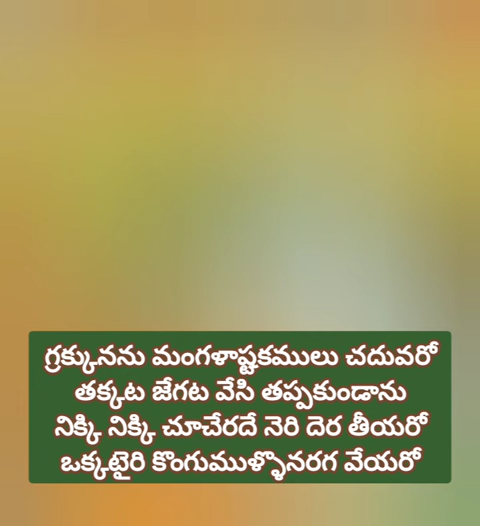 గ్రక్కునను మంగళాష్టకములు చదువరో
తక్కట జేగట వేసి తప్పకుండాను
నిక్కి నిక్కి చూచేరదే నెరి దెర తీయరో
ఒక్కటైరి కొంగుముళ్ళొనరగ వేయరో